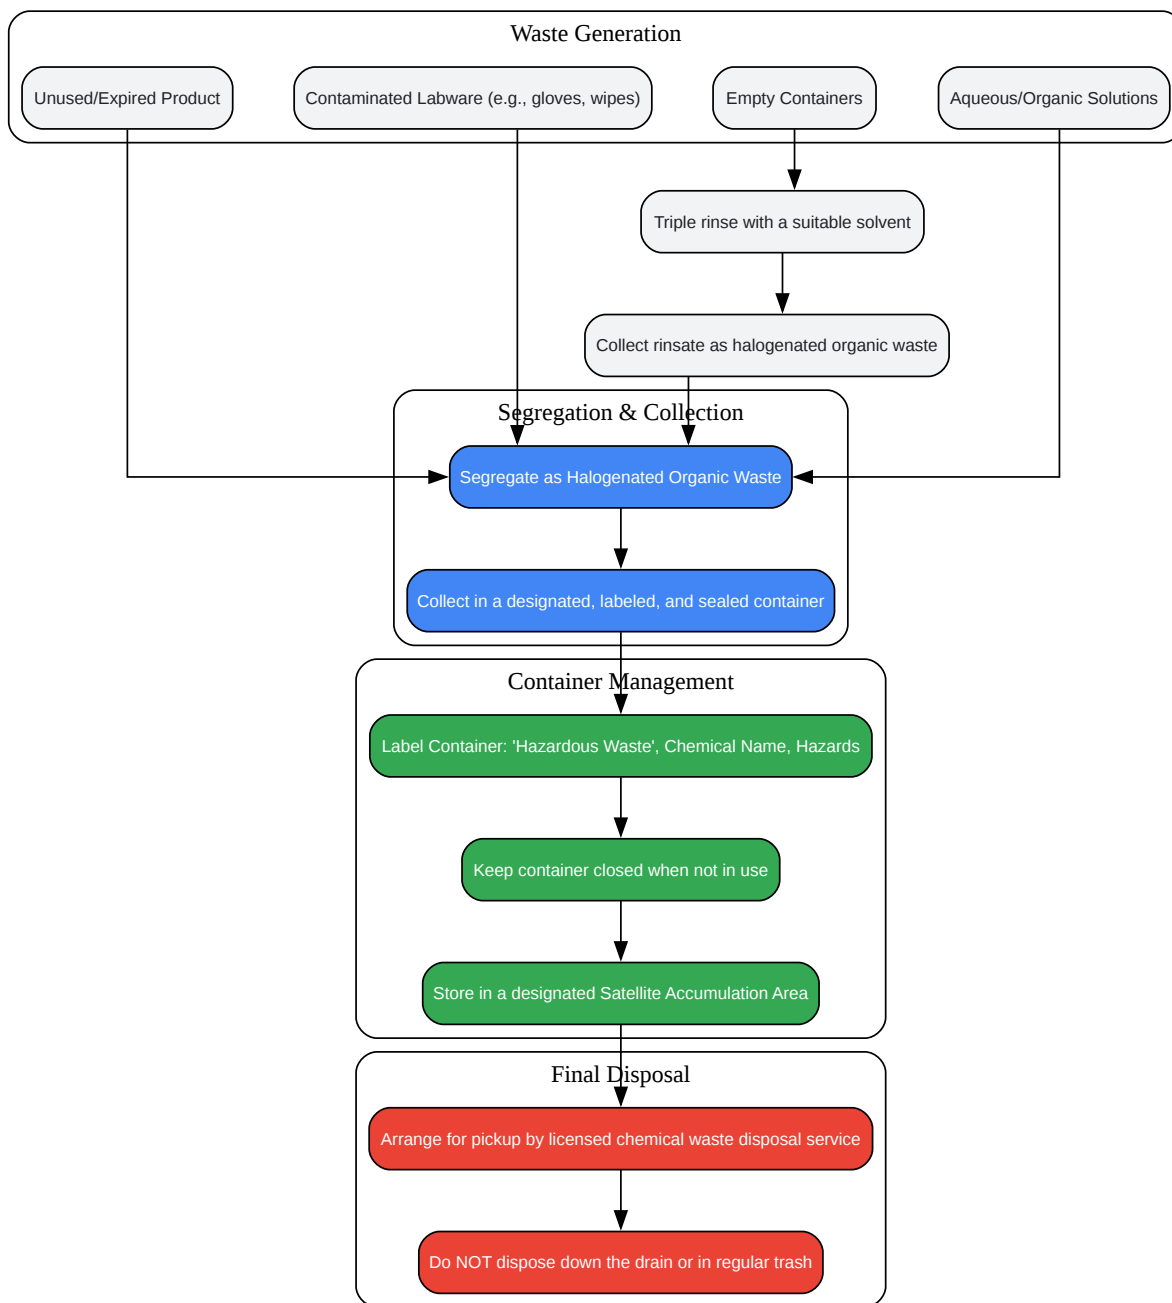 Waste Generation
Unused/Expired Product
Contaminated Labware (e.g., gloves, wipes)
Empty Containers
Aqueous/Organic Solutions
Triple rinse with a suitable solvent
Collect rinsate as halogenated organic waste
Segregation & Collection
Segregate as Halogenated Organic Waste
Collect in a designated, labeled, and sealed container
Container Management
Label Container: 'Hazardous Waste', Chemical Name, Hazards
Keep container closed when not in use
Store in a designated Satellite Accumulation Area
Final Disposal
Arrange for pickup by licensed chemical waste disposal service
Do NOT dispose down the drain or in regular trash